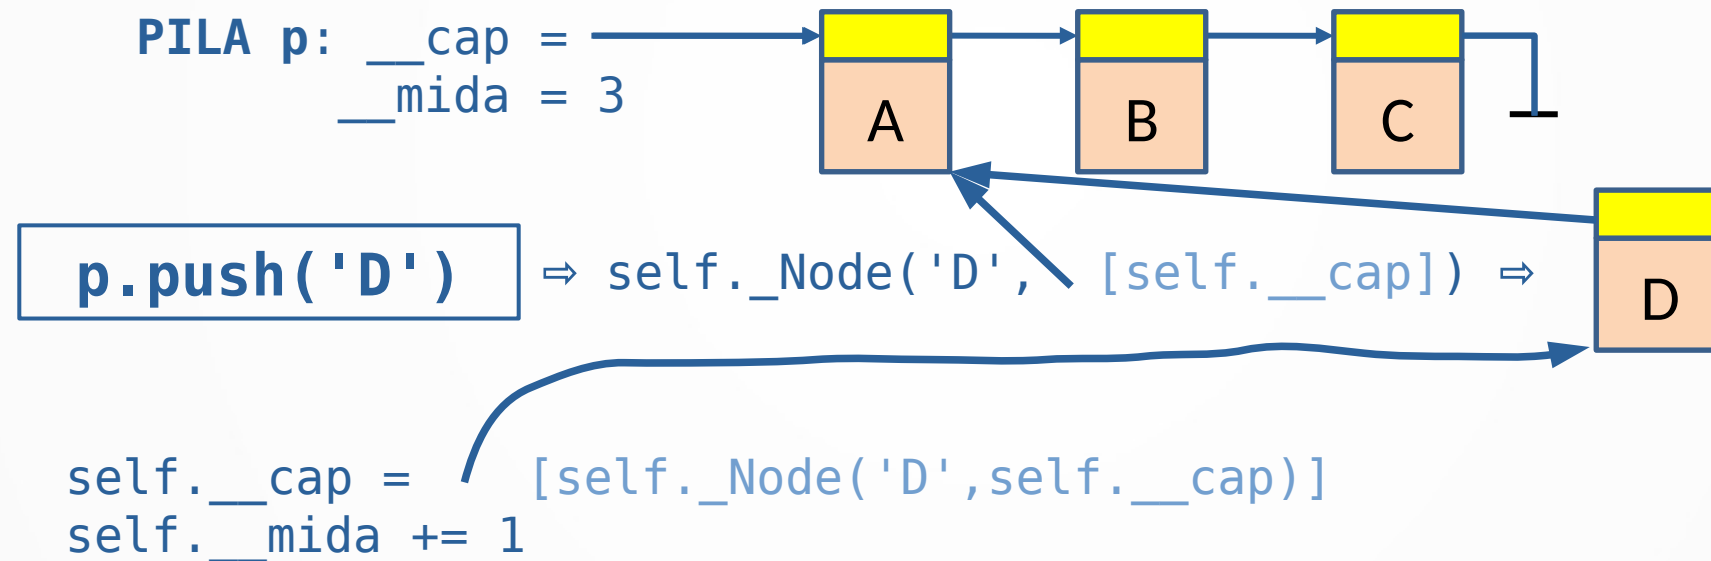 PILA p: __cap =
__mida = 3
A B C
p.push('D') ⇨ self._Node('D', [self.__cap]) ⇨
D
self.__cap = [self._Node('D',self.__cap)]
self.__mida += 1